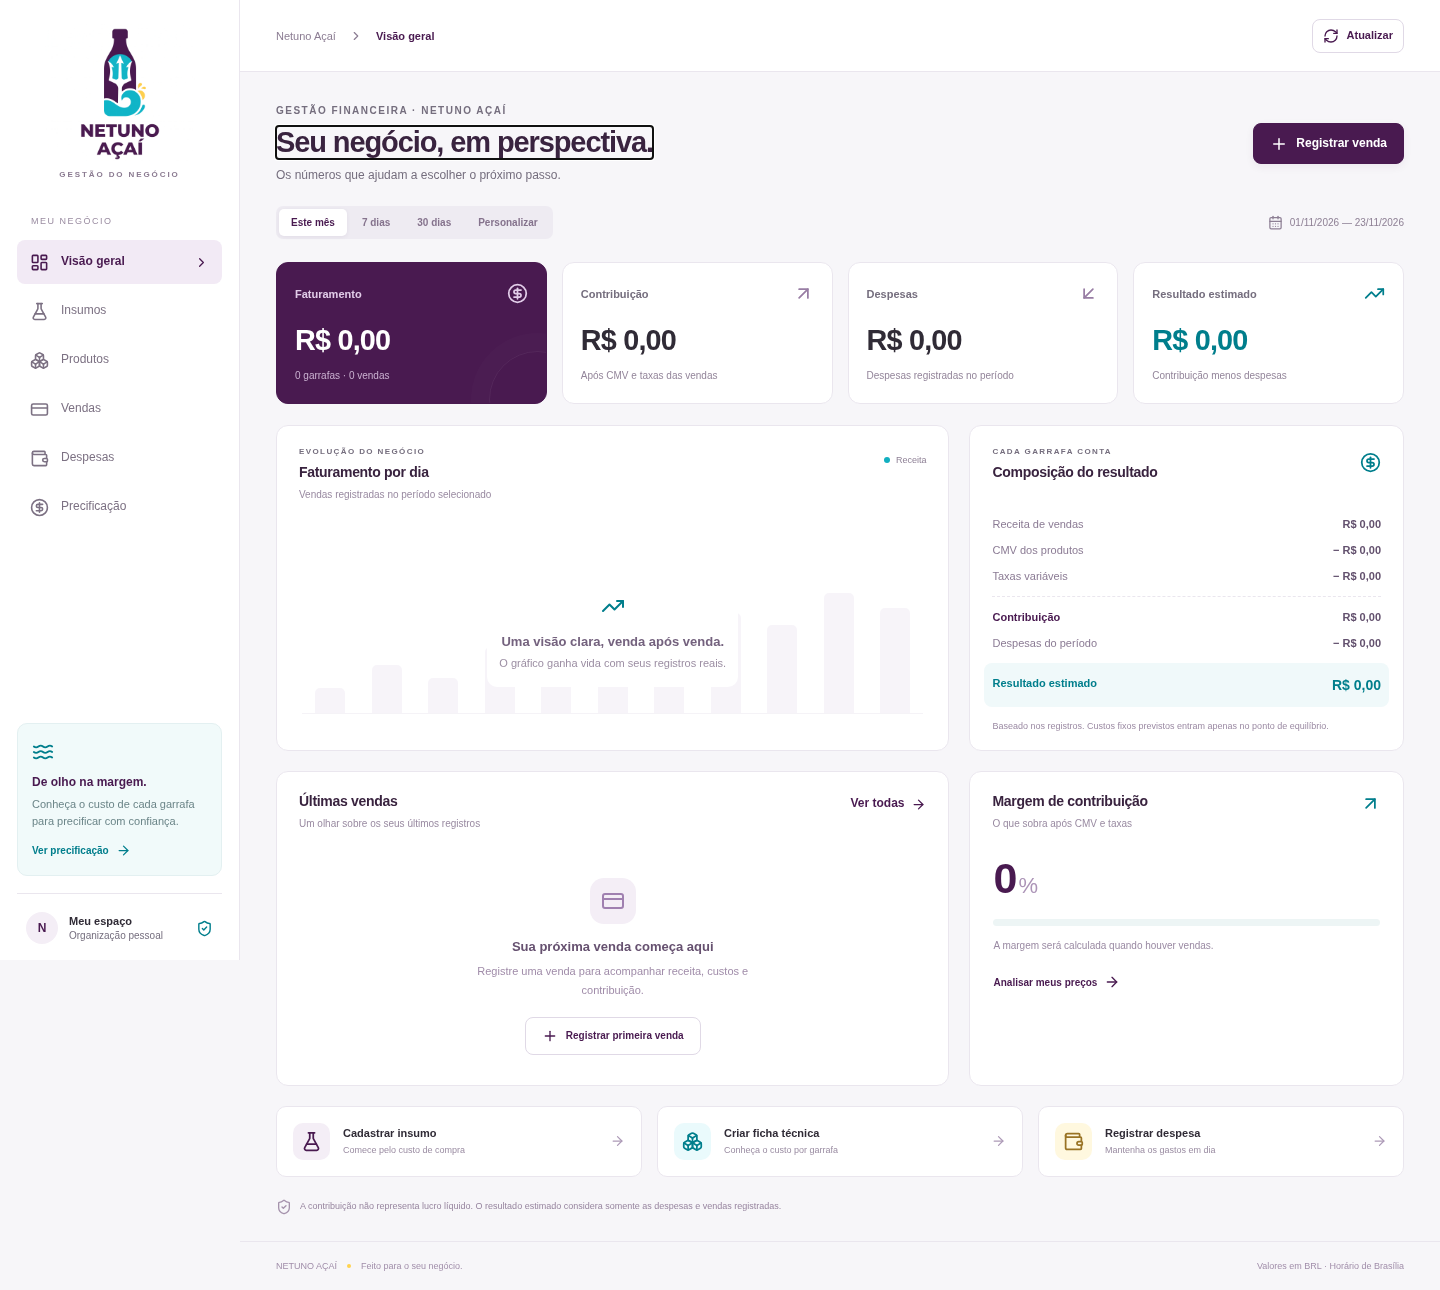 NETUNO
AÇAÍ
GESTÃO DO NEGÓCIO
MEU NEGÓCIO
Visão geral
Insumos
Produtos
Vendas
Despesas
Precificação
De olho na margem.
Conheça o custo de cada garrafa
para precificar com confiança.
Ver precificação
N
Meu espaço
Organização pessoal
Netuno Açaí
Visão geral
Atualizar
GESTÃO FINANCEIRA · NETUNO AÇAÍ
Seu negócio, em perspectiva.
Os números que ajudam a escolher o próximo passo.
Registrar venda
Este mês 7 dias 30 dias Personalizar
01/11/2026 — 23/11/2026
Faturamento
R$ 0,00
0 garrafas · 0 vendas
Contribuição
R$ 0,00
Após CMV e taxas das vendas
Despesas
R$ 0,00
Despesas registradas no período
Resultado estimado
R$ 0,00
Contribuição menos despesas
EVOLUÇÃO DO NEGÓCIO
Faturamento por dia
Vendas registradas no período selecionado
Receita
Uma visão clara, venda após venda.
O gráfico ganha vida com seus registros reais.
CADA GARRAFA CONTA
Composição do resultado
Receita de vendas R$ 0,00
CMV dos produtos − R$ 0,00
Taxas variáveis − R$ 0,00
Contribuição R$ 0,00
Despesas do período − R$ 0,00
Resultado estimado R$ 0,00
Baseado nos registros. Custos fixos previstos entram apenas no ponto de equilíbrio.
Últimas vendas
Um olhar sobre os seus últimos registros
Ver todas
Sua próxima venda começa aqui
Registre uma venda para acompanhar receita, custos e
contribuição.
Registrar primeira venda
Margem de contribuição
O que sobra após CMV e taxas
0%
A margem será calculada quando houver vendas.
Analisar meus preços
Cadastrar insumo
Comece pelo custo de compra
Criar ficha técnica
Conheça o custo por garrafa
Registrar despesa
Mantenha os gastos em dia
A contribuição não representa lucro líquido. O resultado estimado considera somente as despesas e vendas registradas.
NETUNO AÇAÍ
Feito para o seu negócio.
Valores em BRL · Horário de Brasília